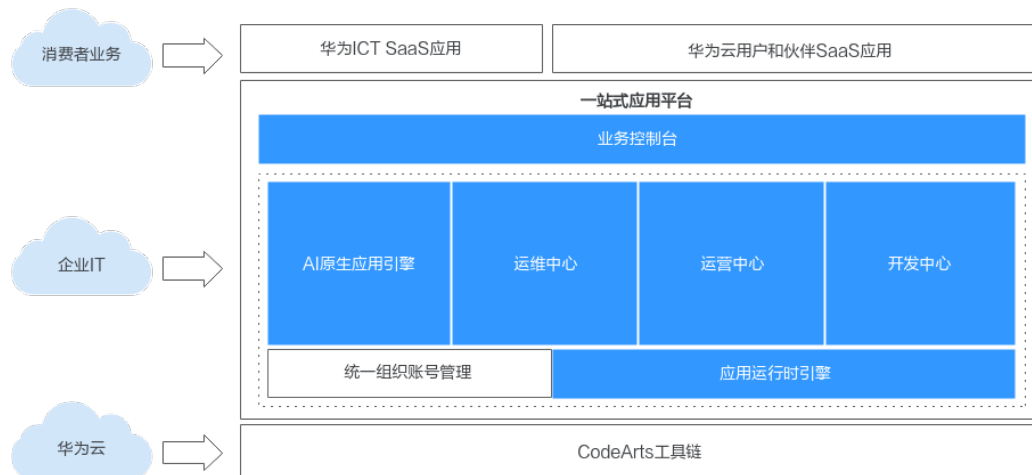 消费者业务
华为ICT SaaS应用
华为云用户和伙伴SaaS应用
一站式应用平台
业务控制台
企业IT
AI原生应用引擎
运维中心
运营中心
开发中心
统一组织账号管理
应用运行时引擎
华为云
CodeArts工具链